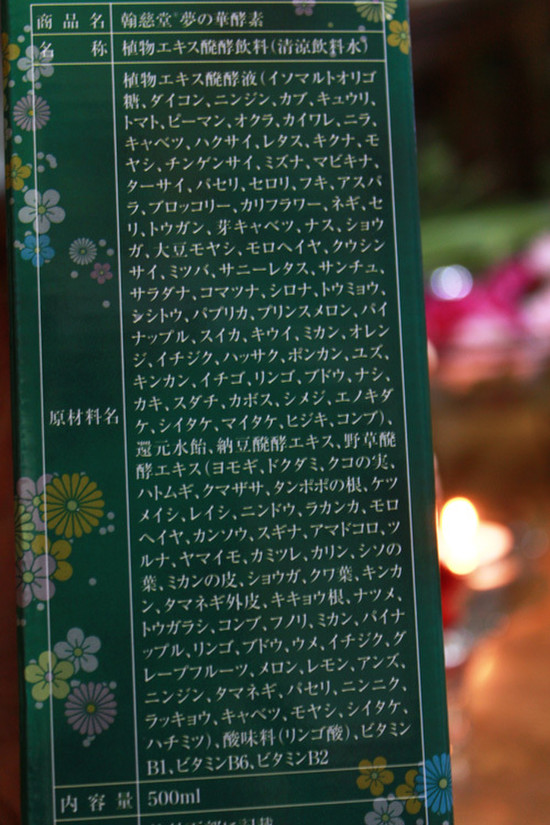 商品名 翰慈堂 夢の華酵素
名称 植物エキス醗酵飲料(清涼飲料水)
植物エキス醗酵液(イソマルトオリゴ
糖、ダイコン、ニンジン、カブ、キュウリ、
トマト、ピーマン、オクラ、カイワレ、ニラ、
キャベツ、ハクサイ、レタス、キクナ、モ
ヤシ、チンゲンサイ、ミズナ、マビキナ、
ターサイ、パセリ、セロリ、フキ、アスパ
ラ、ブロッコリー、カリフラワー、ネギ、セ
リ、トウガン、芽キャベツ、ナス、ショウ
ガ、大豆モヤシ、モロヘイヤ、クウシン
サイ、ミツバ、サニーレタス、サンチュ、
サラダナ、コマツナ、シロナ、トウミョウ、
シシトウ、パプリカ、プリンスメロン、パイ
ナップル、スイカ、キウイ、ミカン、オレン
ジ、イチジク、ハッサク、ポンカン、ユズ、
キンカン、イチゴ、リンゴ、ブドウ、ナシ、
カキ、スダチ、カボス、シメジ、エノキダ
原材料名 ケ、シイタケ、マイタケ、ヒジキ、コンブ)、
還元水飴、納豆醗酵エキス、野草醗
酵エキス(ヨモギ、ドクダミ、クコの実、
ハトムギ、クマザサ、タンポポの根、ケツ
メイシ、レイシ、ニンドウ、ラカンカ、モロ
ヘイヤ、カンゾウ、スギナ、アマドコロ、ツ
ルナ、ヤマイモ、カミツレ、カリン、シソの
葉、ミカンの皮、ショウガ、クワ葉、キンカ
ン、タマネギ外皮、キキョウ根、ナツメ、
トウガラシ、コンブ、フノリ、ミカン、パイナ
ップル、リンゴ、ブドウ、ウメ、イチジク、グ
レープフルーツ、メロン、レモン、アンズ、
ニンジン、タマネギ、パセリ、ニンニク、
ラッキョウ、キャベツ、モヤシ、シイタケ、
ハチミツ)、酸味料(リンゴ酸)、ビタミン
B1、ビタミンB6、ビタミンB2
内容量 500ml